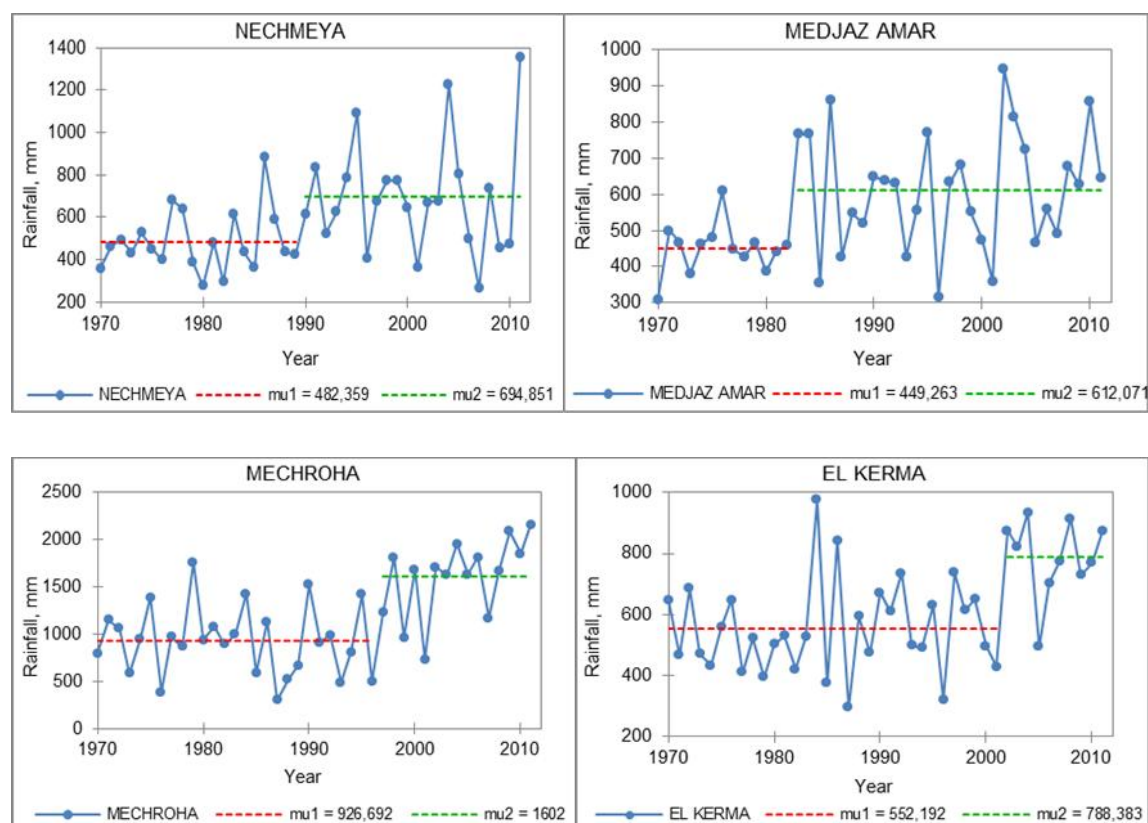 NECHMEYA
1400
1200
1000
800
600
400
200
Rainfall, mm
1970 1980 1990 2000 2010
Year
NECHMEYA mu1 = 482,359 mu2 = 694,851
MEDJAZ AMAR
1000
900
800
700
600
500
400
300
Rainfall, mm
1970 1980 1990 2000 2010
Year
MEDJAZ AMAR mu1 = 449,263 mu2 = 612,071
MECHROHA
2500
2000
1500
1000
500
0
Rainfall, mm
1970 1980 1990 2000 2010
Year
MECHROHA mu1 = 926,692 mu2 = 1602
EL KERMA
1000
800
600
400
200
Rainfall, mm
1970 1980 1990 2000 2010
Year
EL KERMA mu1 = 552,192 mu2 = 788,383